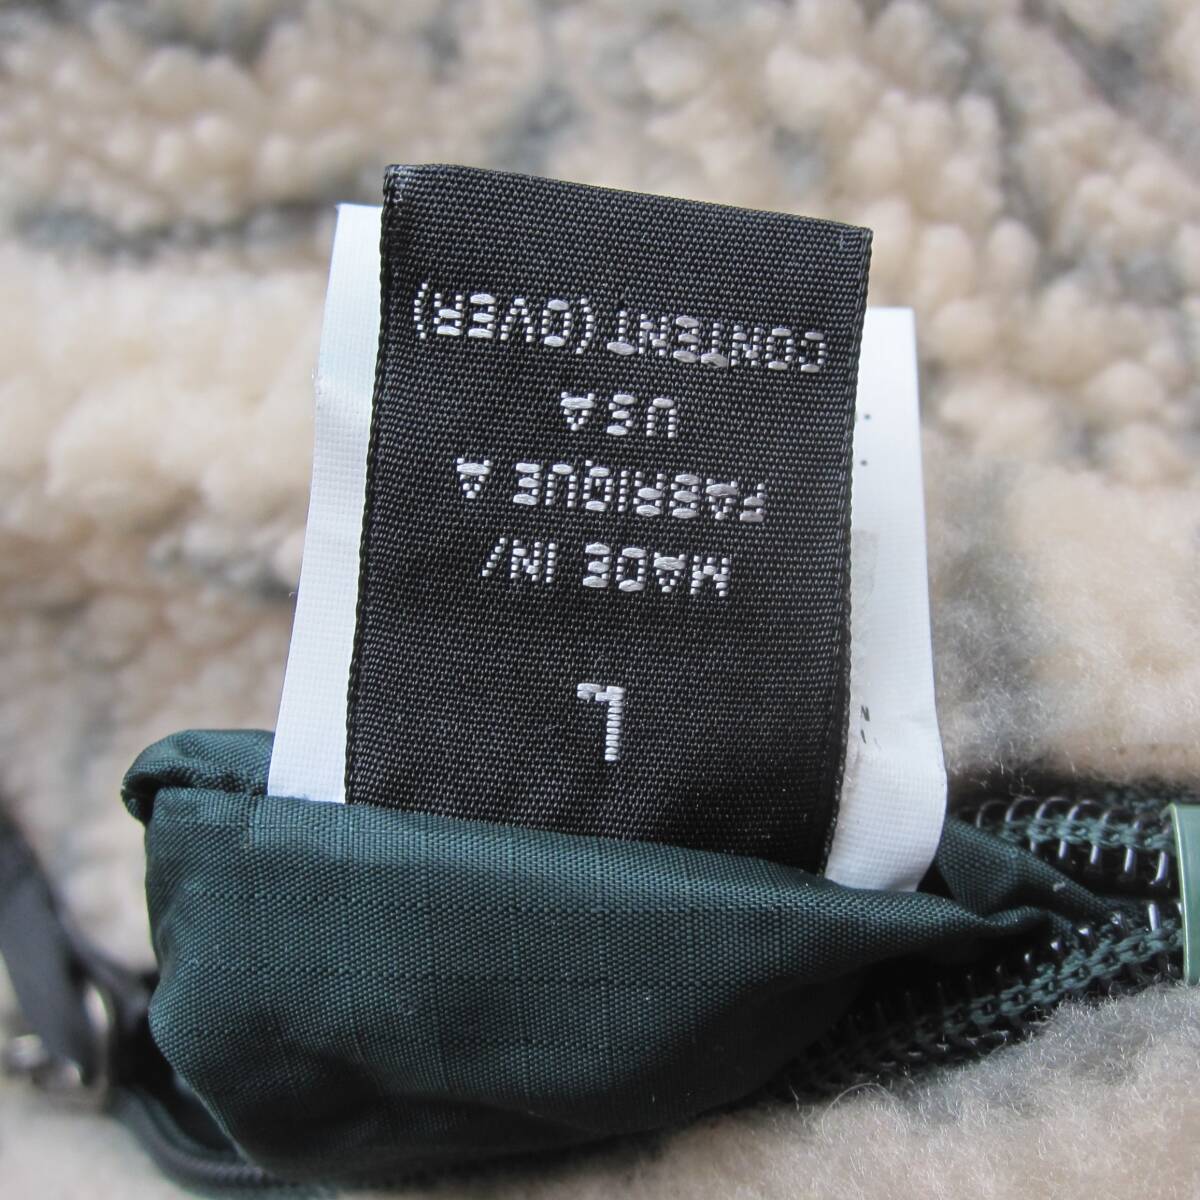 L
MADE IN/
FABRIQUE A
USA
CONTENT (OVER)